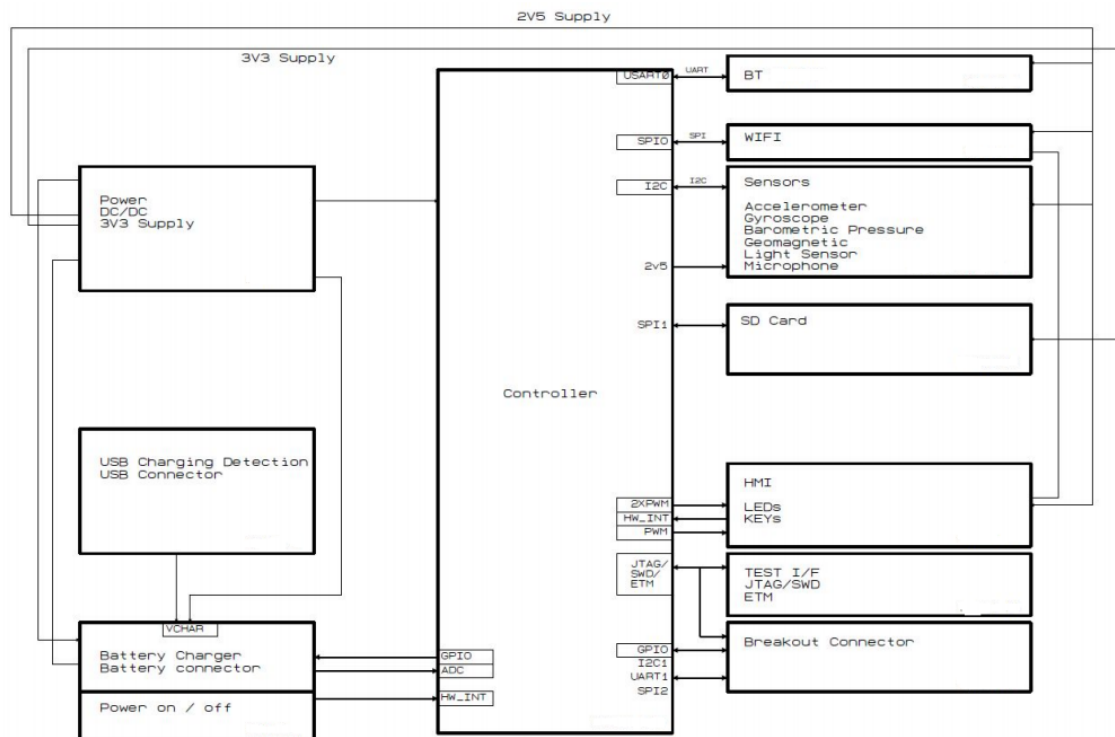 2V5 Supply
3V3 Supply
USART0
UART
BT
SPI0
SPI
WIFI
I2C
I2C
Sensors
Accelerometer
Gyroscope
Barometric Pressure
Geomagnetic
Light Sensor
Microphone
2v5
Power
DC/DC
3V3 Supply
SPI1
SD Card
Controller
USB Charging Detection
USB Connector
HMI
LEDs
KEYs
2XPWM
HW_INT
PWM
JTAG/
SWD/
ETM
TEST I/F
JTAG/SWD
ETM
VCHAR
Battery Charger
Battery connector
GPIO
ADC
HW_INT
Power on / off
GPIO
I2C1
UART1
SPI2
Breakout Connector